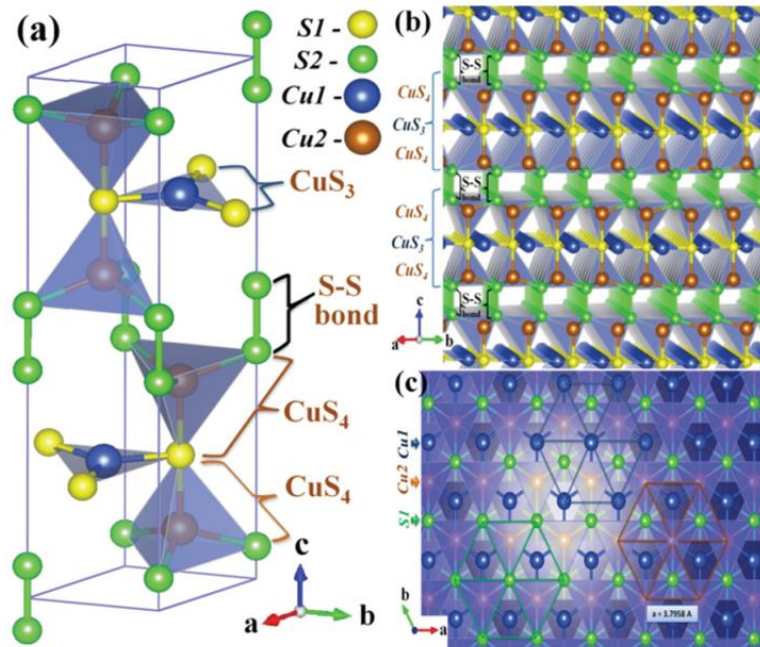 (a)
S1 -
S2 -
Cu1 -
Cu2 -
CuS3
S-S
bond
CuS4
CuS4
c
a
b
(b)
S-S
bond
CuS4
CuS3
CuS4
S-S
bond
CuS4
CuS3
CuS4
S-S
bond
c
a
b
(c)
Cu1
Cu2
S1
a = 3.7958 A
b
a